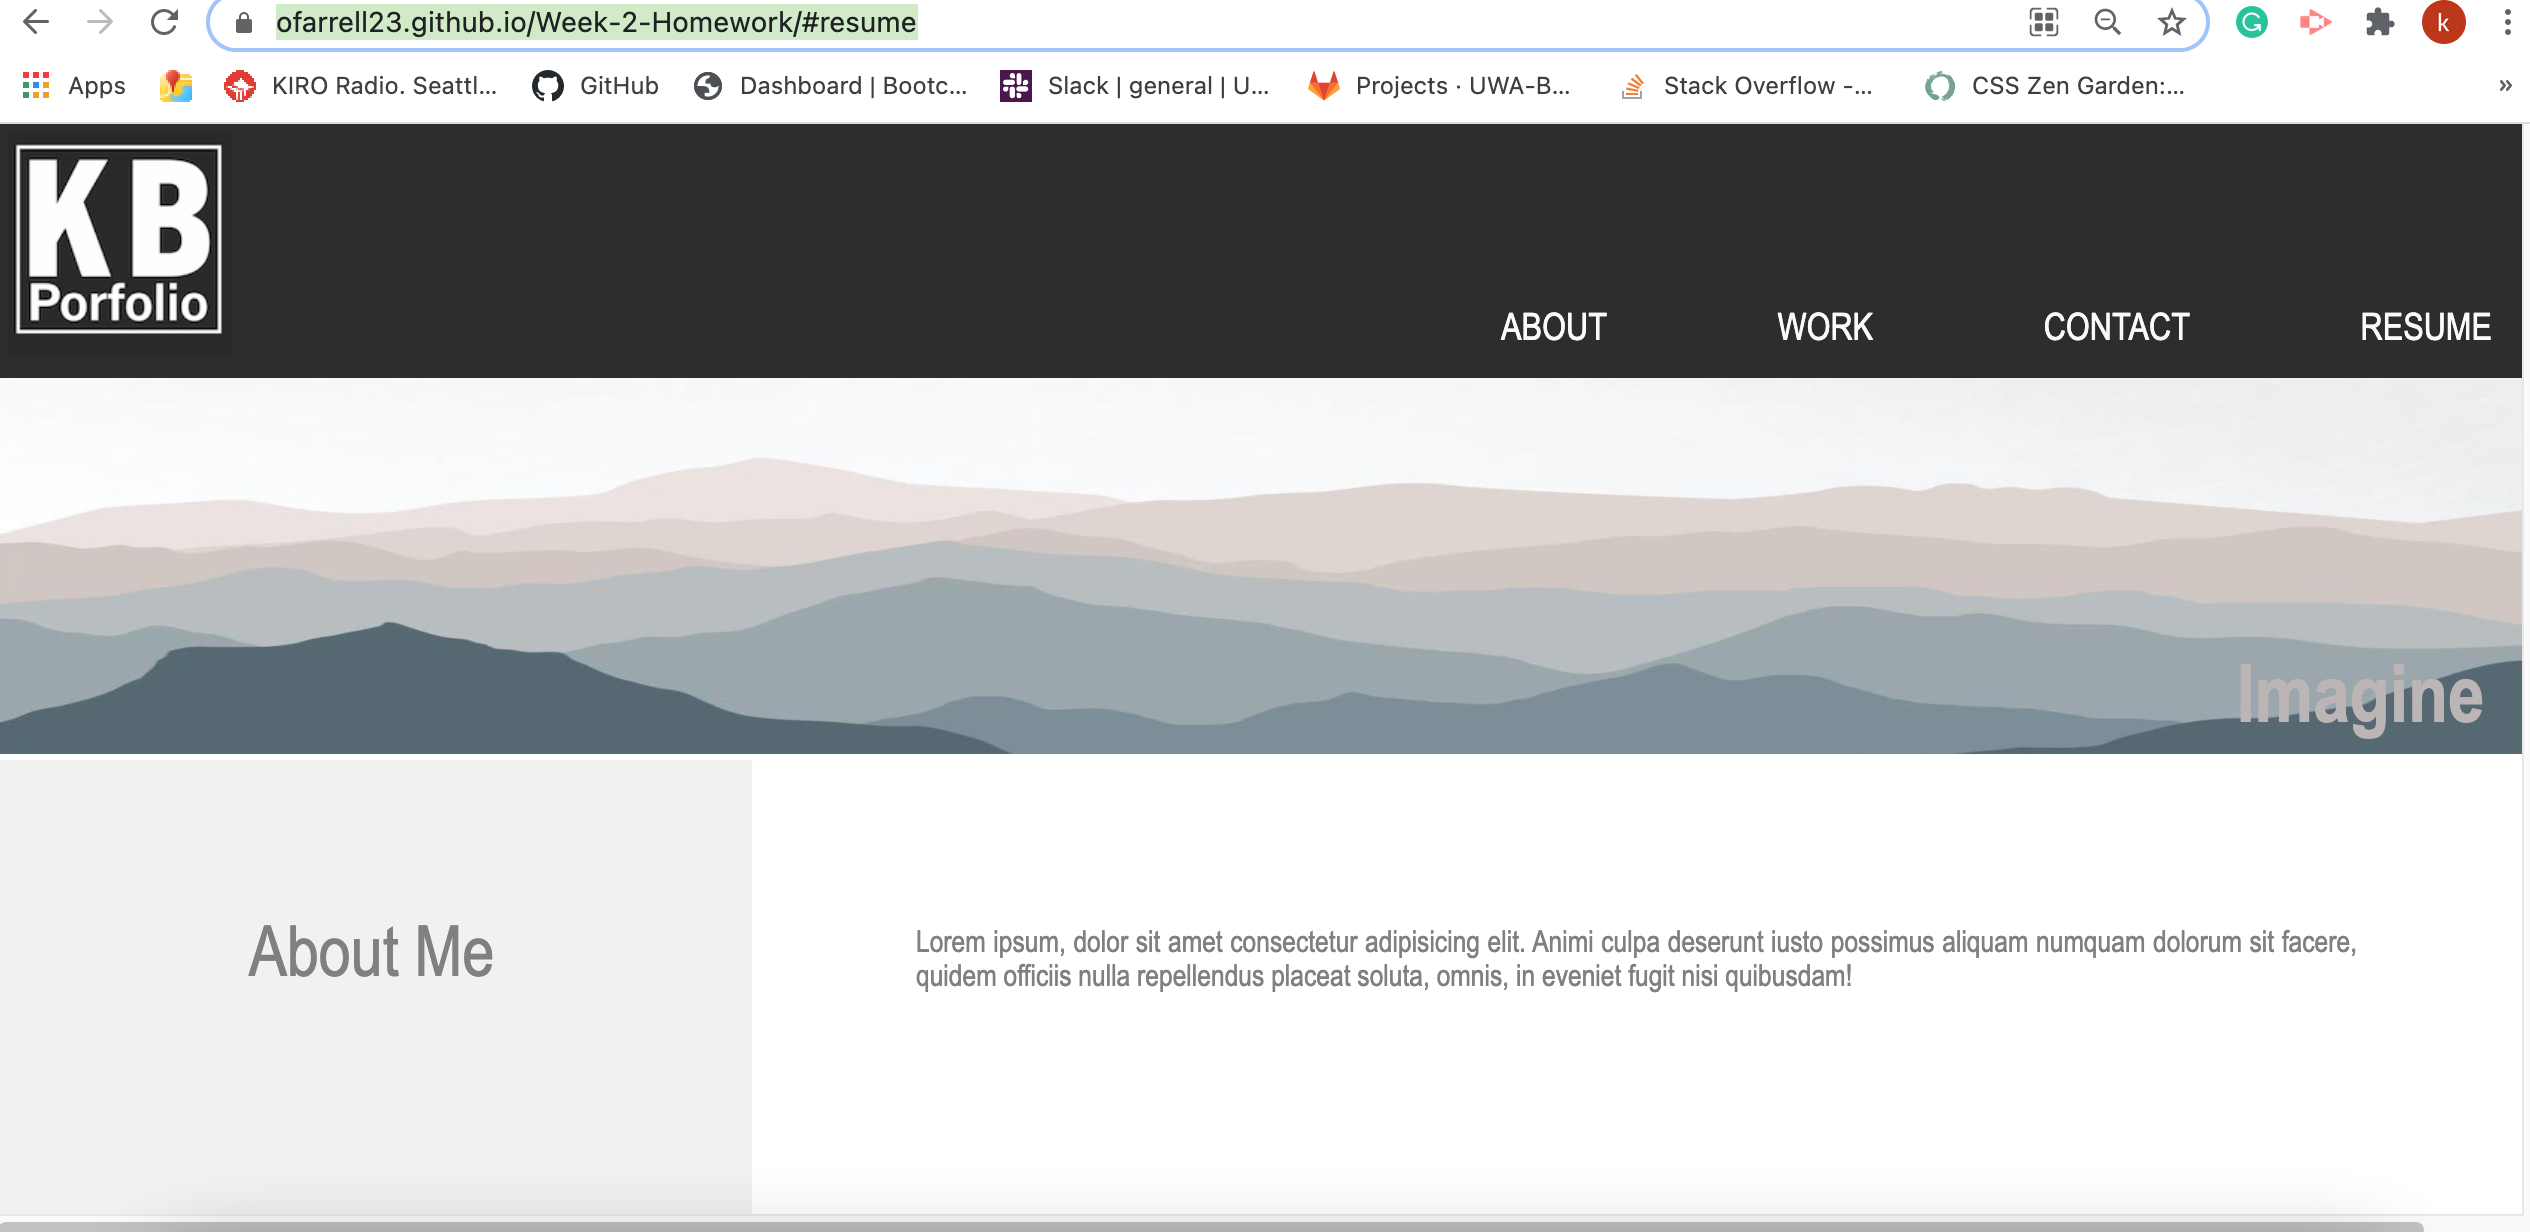 ofarrell23.github.io/Week-2-Homework/#resume
k
Apps
KIRO Radio. Seattl...
GitHub
Dashboard | Bootc...
Slack | general | U...
Projects · UWA-B...
Stack Overflow -...
CSS Zen Garden:...
»
KB
Porfolio
ABOUT
WORK
CONTACT
RESUME
Imagine
About Me
Lorem ipsum, dolor sit amet consectetur adipisicing elit. Animi culpa deserunt iusto possimus aliquam numquam dolorum sit facere,
quidem officiis nulla repellendus placeat soluta, omnis, in eveniet fugit nisi quibusdam!